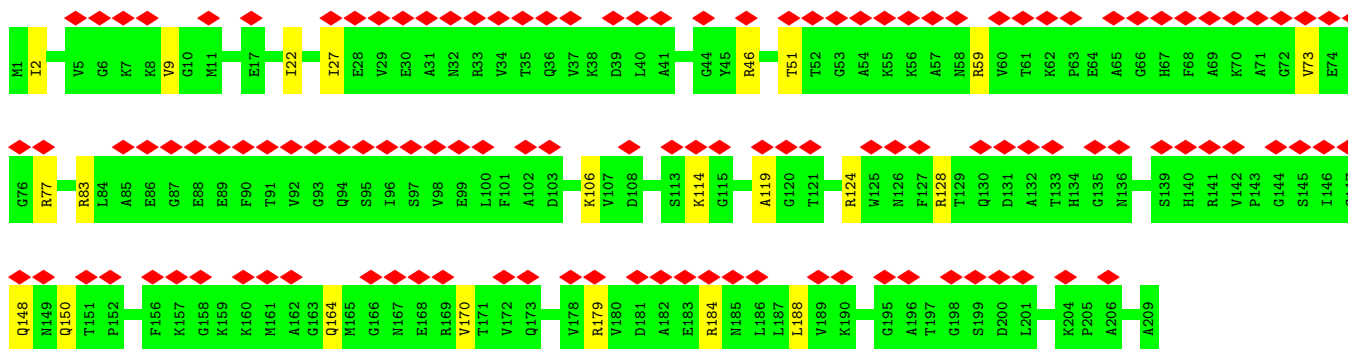 M1 I2 V5 G6 K7 K8 V9 G10 M11 E17 I22 I27 E28 V29 E30 A31 N32 R33 V34 T35 Q36 V37 K38 D39 L40 A41 G44 Y45 R46 T51 T52 G53 A54 K55 K56 A57 N58 R59 V60 T61 K62 P63 E64 A65 G66 H67 F68 A69 K70 A71 G72 V73 E74
G76 R77 R83 L84 A85 E86 G87 E88 E89 F90 T91 V92 G93 Q94 S95 I96 S97 V98 E99 L100 F101 A102 D103 K106 V107 D108 S113 K114 G115 A119 G120 T121 R124 W125 N126 F127 R128 T129 Q130 D131 A132 T133 H134 G135 N136 S139 H140 R141 V142 P143 G144 S145 I146
Q148 N149 Q150 T151 P152 F156 K157 G158 K159 K160 M161 A162 G163 Q164 M165 G166 N167 E168 R169 V170 T171 V172 Q173 V178 R179 V180 D181 A182 E183 R184 N185 L186 L187 L188 V189 K190 G195 A196 T197 G198 S199 D200 L201 K204 P205 A206 A209